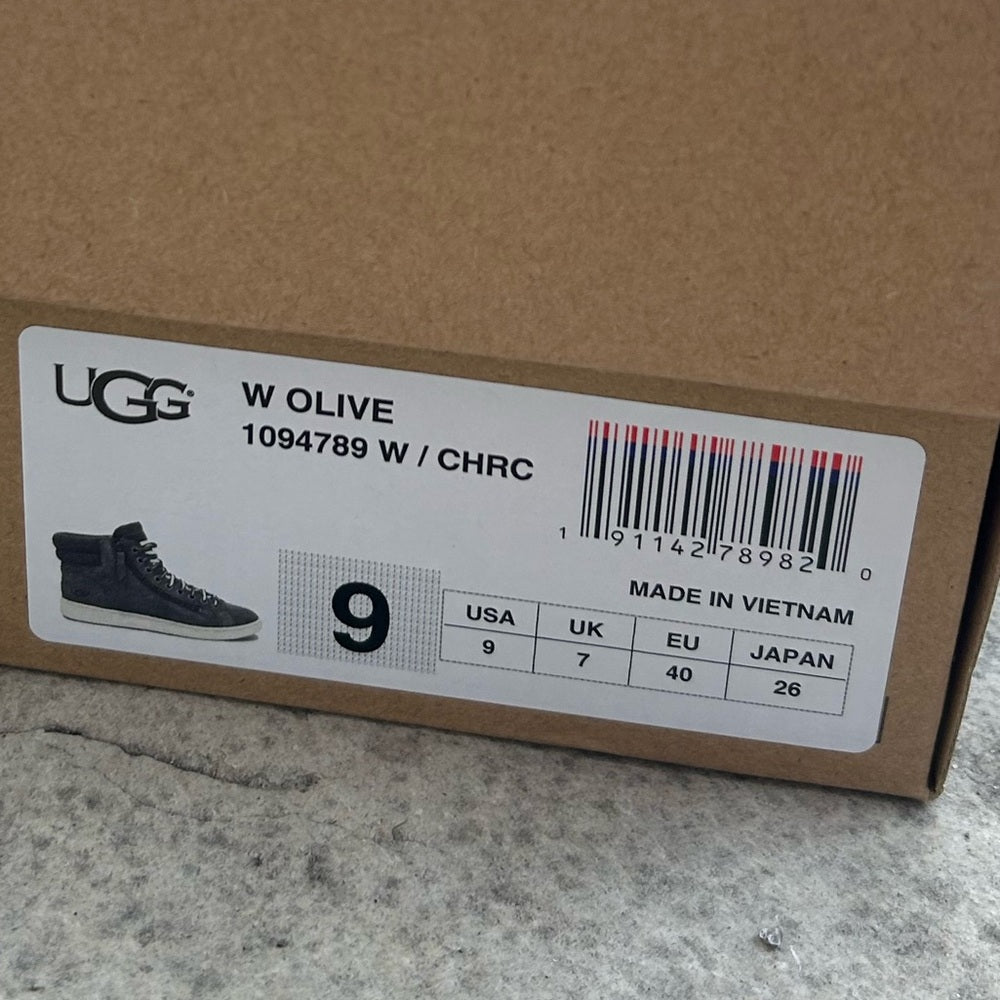 UGG®
W OLIVE
1094789 W / CHRC
1 91142 78982 0
MADE IN VIETNAM
9
USA UK EU JAPAN
9 7 40 26